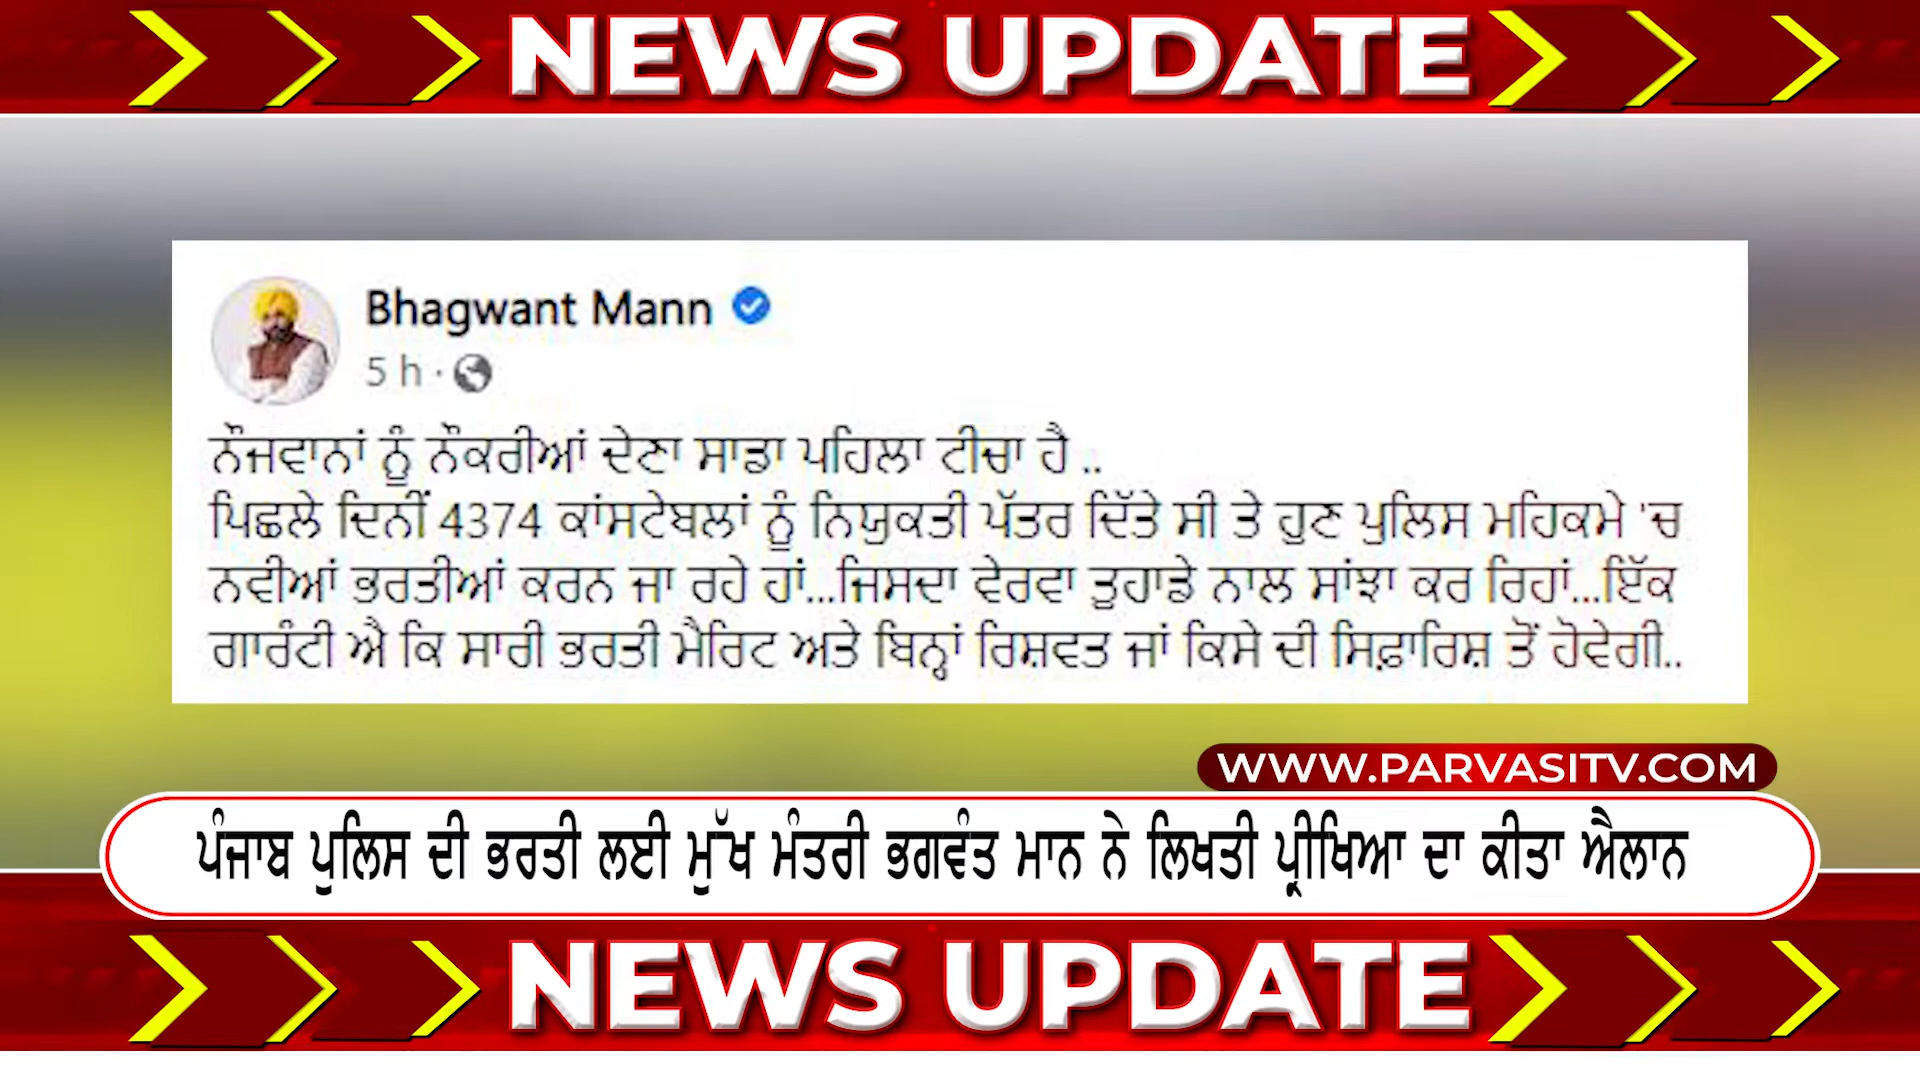 NEWS UPDATE
Bhagwant Mann
5 h ·
ਨੌਜਵਾਨਾਂ ਨੂੰ ਨੌਕਰੀਆਂ ਦੇਣਾ ਸਾਡਾ ਪਹਿਲਾ ਟੀਚਾ ਹੈ ..
ਪਿਛਲੇ ਦਿਨੀਂ 4374 ਕਾਂਸਟੇਬਲਾਂ ਨੂੰ ਨਿਯੁਕਤੀ ਪੱਤਰ ਦਿੱਤੇ ਸੀ ਤੇ ਹੁਣ ਪੁਲਿਸ ਮਹਿਕਮੇ 'ਚ
ਨਵੀਆਂ ਭਰਤੀਆਂ ਕਰਨ ਜਾ ਰਹੇ ਹਾਂ...ਜਿਸਦਾ ਵੇਰਵਾ ਤੁਹਾਡੇ ਨਾਲ ਸਾਂਝਾ ਕਰ ਰਿਹਾਂ...ਇੱਕ
ਗਾਰੰਟੀ ਐ ਕਿ ਸਾਰੀ ਭਰਤੀ ਮੈਰਿਟ ਅਤੇ ਬਿਨ੍ਹਾਂ ਰਿਸ਼ਵਤ ਜਾਂ ਕਿਸੇ ਦੀ ਸਿਫ਼ਾਰਿਸ਼ ਤੋਂ ਹੋਵੇਗੀ..
WWW.PARVASITV.COM
ਪੰਜਾਬ ਪੁਲਿਸ ਦੀ ਭਰਤੀ ਲਈ ਮੁੱਖ ਮੰਤਰੀ ਭਗਵੰਤ ਮਾਨ ਨੇ ਲਿਖਤੀ ਪ੍ਰੀਖਿਆ ਦਾ ਕੀਤਾ ਐਲਾਨ
NEWS UPDATE